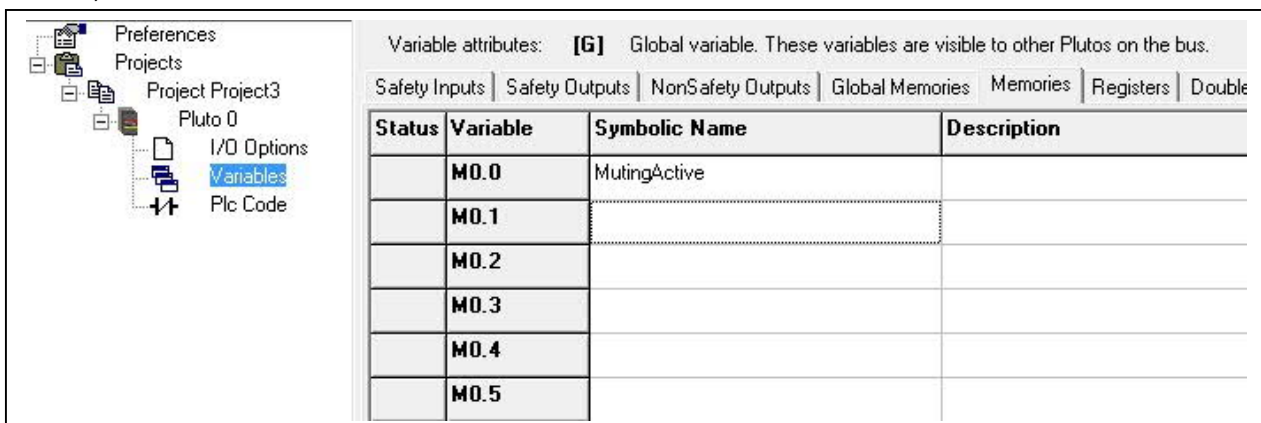 Preferences
Projects
Project Project3
Pluto 0
I/O Options
Variables
Plc Code
Variable attributes: [G] Global variable. These variables are visible to other Plutos on the bus.
Safety Inputs Safety Outputs NonSafety Outputs Global Memories Memories Registers Double
Status Variable Symbolic Name Description
M0.0 MutingActive
M0.1
M0.2
M0.3
M0.4
M0.5